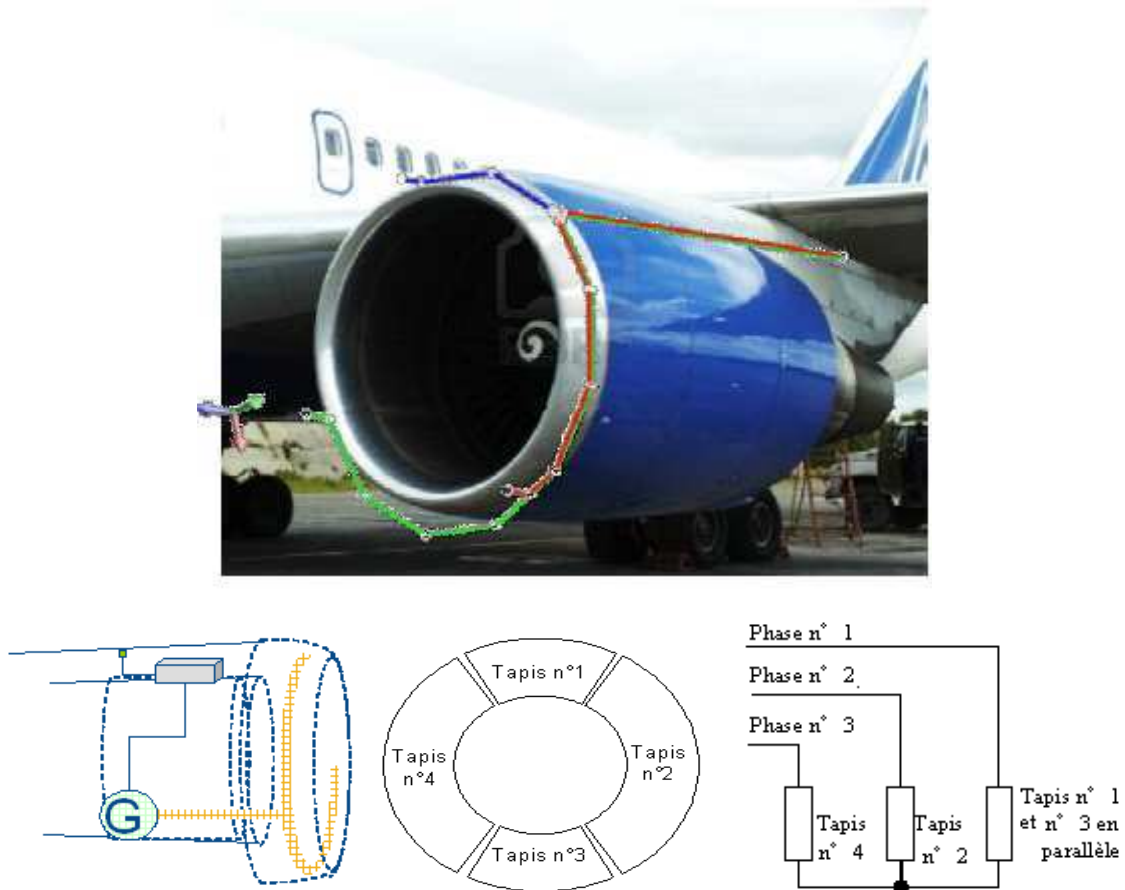 G
Tapis n°1
Tapis
n°4
Tapis
n°2
Tapis n°3
Phase n° 1
Phase n° 2
Phase n° 3
Tapis
n° 4
Tapis
n° 2
Tapis n° 1
et n° 3 en
parallèle